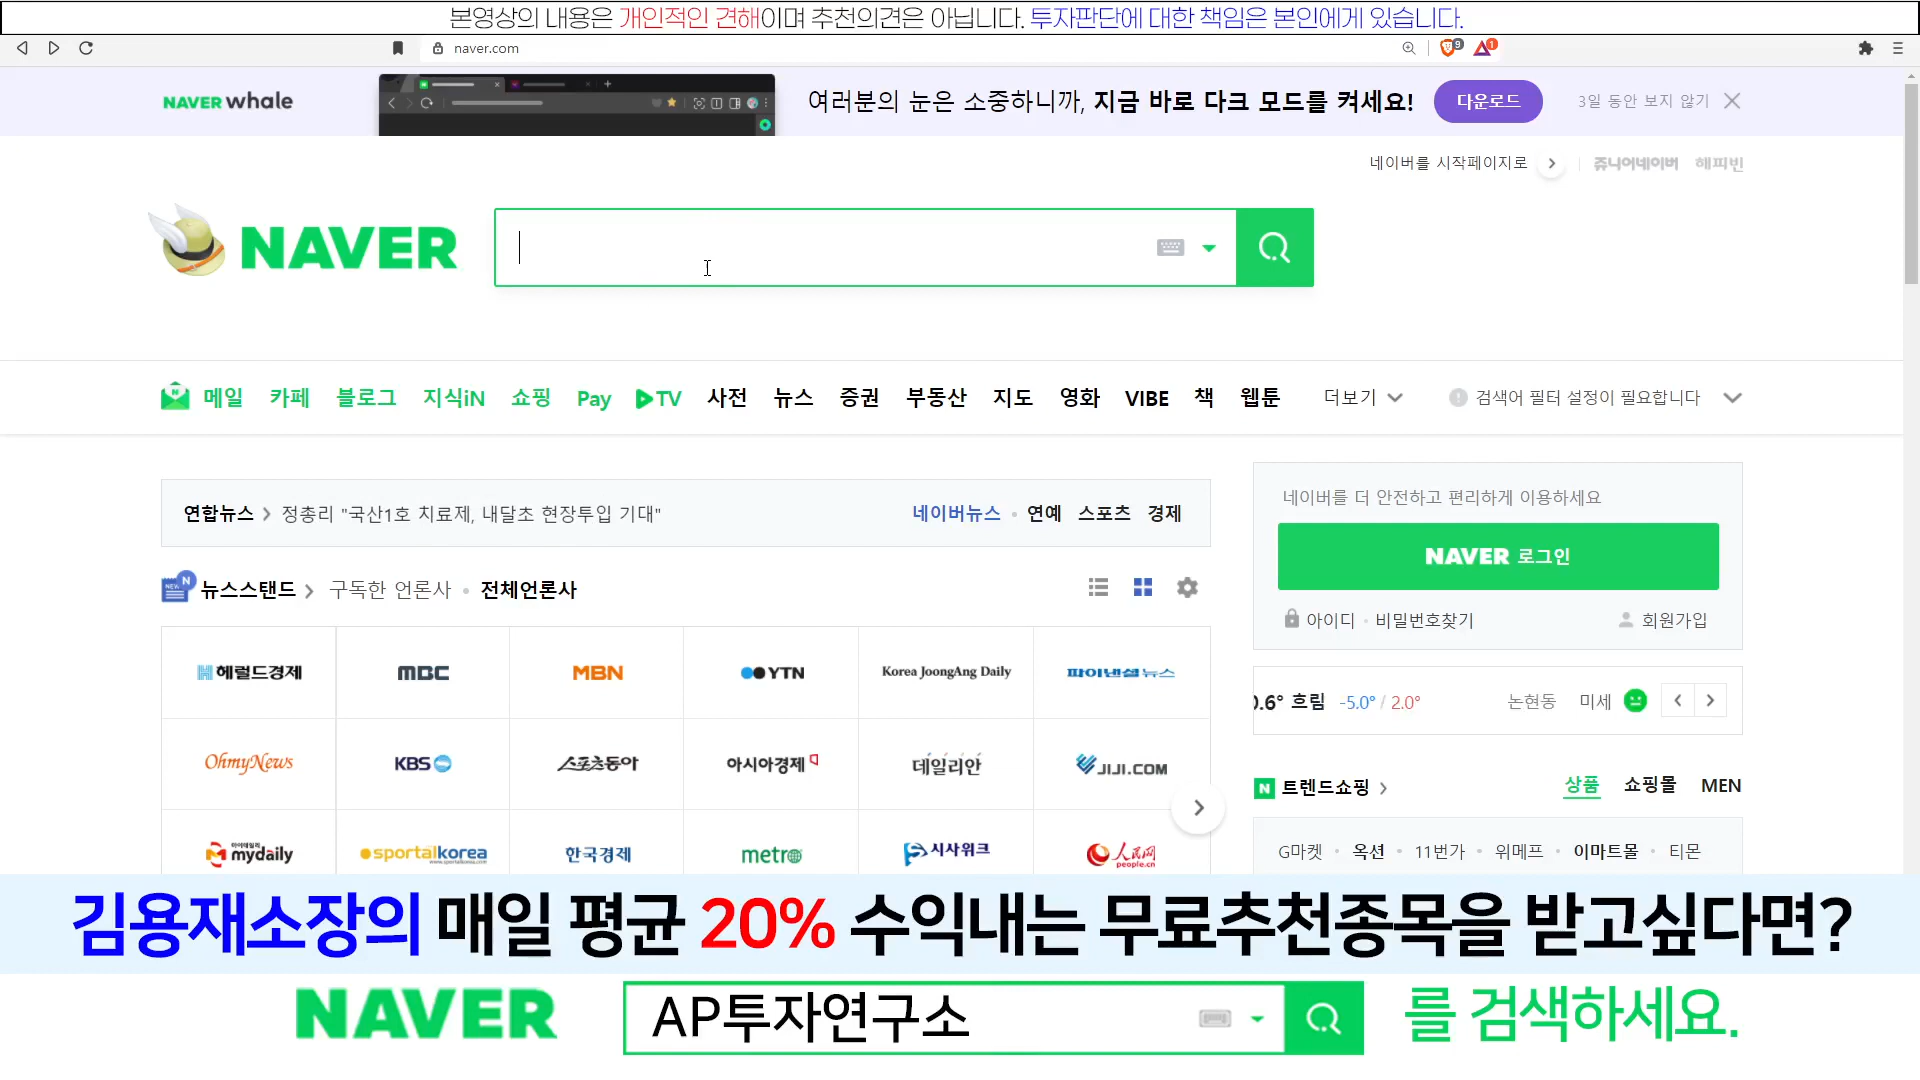 본영상의 내용은 개인적인 견해이며 추천의견은 아닙니다. 투자판단에 대한 책임은 본인에게 있습니다.
naver.com
9
1
NAVER whale
여러분의 눈은 소중하니까, 지금 바로 다크 모드를 켜세요!
다운로드
3일 동안 보지 않기
네이버를 시작페이지로
쥬니어네이버 해피빈
NAVER
메일 카페 블로그 지식iN 쇼핑 Pay TV 사전 뉴스 증권 부동산 지도 영화 VIBE 책 웹툰 더보기 검색어 필터 설정이 필요합니다
연합뉴스 정총리 "국산1호 치료제, 내달초 현장투입 기대" 네이버뉴스 연예 스포츠 경제
네이버를 더 안전하고 편리하게 이용하세요
NAVER 로그인
아이디 비밀번호찾기 회원가입
NEW N 뉴스스탠드 구독한 언론사 전체언론사
헤럴드경제 MBC MBN YTN Korea JoongAng Daily 파이낸셜뉴스
OhmyNews KBS 스포츠동아 아시아경제 데일리안 JIJI.COM
마이데일리 mydaily sportalkorea www.sportalkorea.com 한국경제 metro 시사위크 人民网 people.cn
0.6° 흐림 -5.0° / 2.0° 논현동 미세
N 트렌드쇼핑 상품 쇼핑몰 MEN
G마켓 옥션 11번가 위메프 이마트몰 티몬
김용재소장의 매일 평균 20% 수익내는 무료추천종목을 받고싶다면?
NAVER AP투자연구소 를 검색하세요.